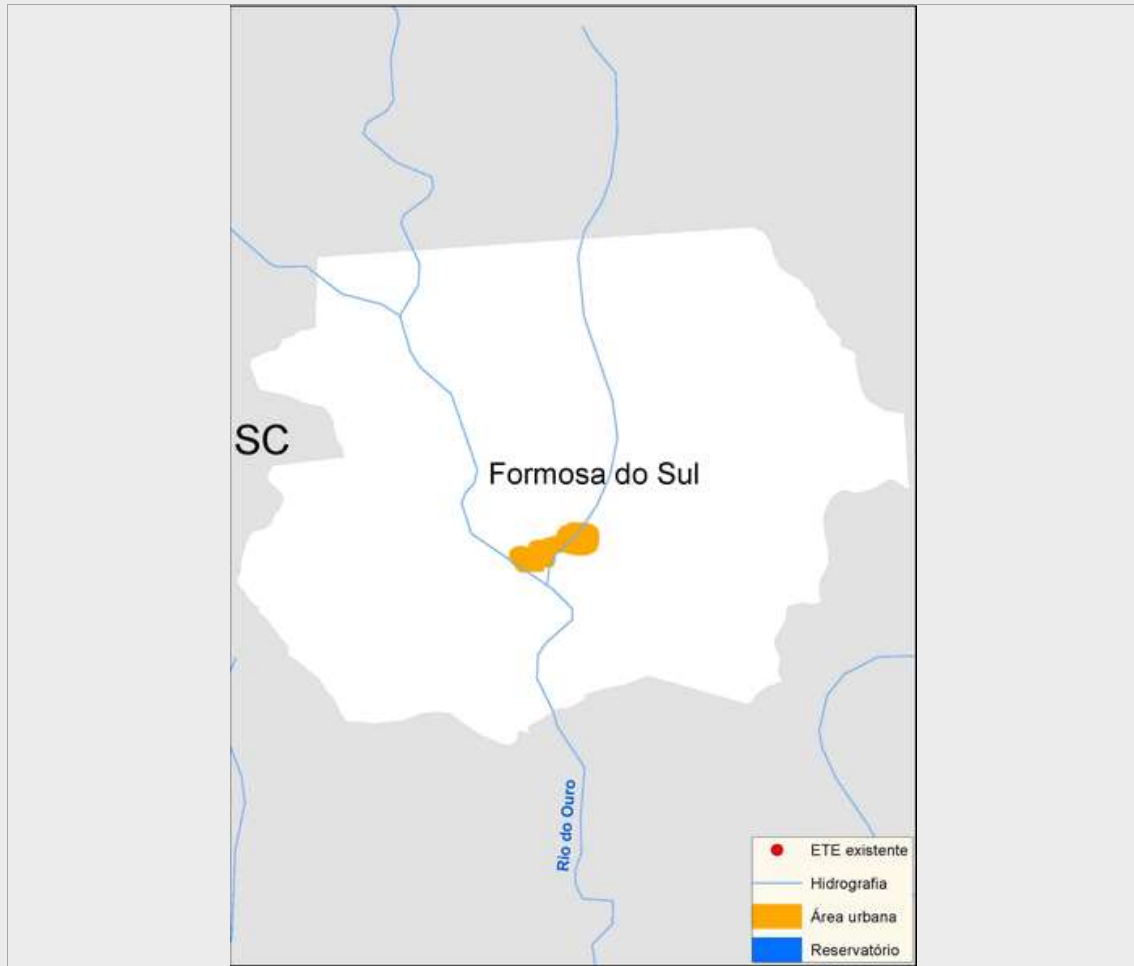 SC
Formosa do Sul
Rio do Ouro
ETE existente
Hidrografia
Área urbana
Reservatório